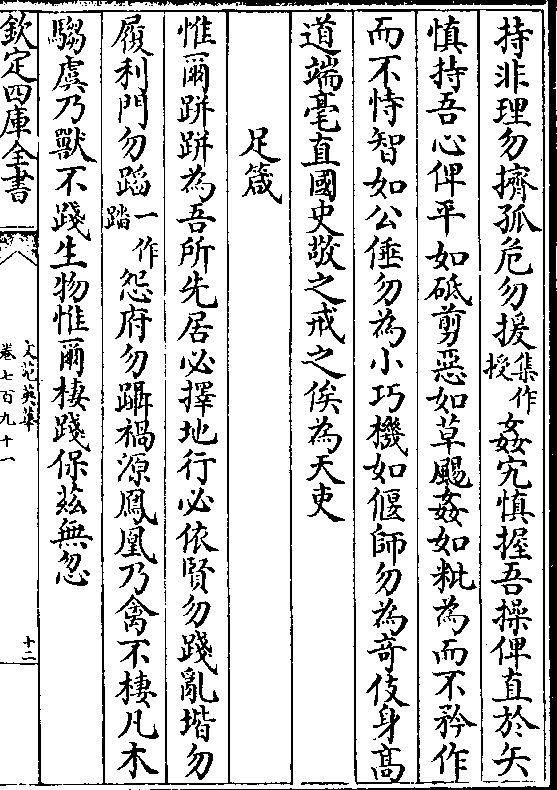 持非理勿擠孤危勿援集作授姦宄慎握吾操俾直於矢
慎持吾心俾平如砥剪惡如草颺姦如粃為而不矜作
而不恃智如公倕勿為小巧機如偃師勿為竒伎身髙
道端毫直國史敬之戒之俟為天吏
足箴
惟爾跰跰為吾所先居必擇地行必依賢勿踐亂堦勿
履利門勿蹈一作踏怨府勿躡禍源鳳凰乃禽不棲凡木
騶虞乃獸不踐生物惟爾棲踐保兹無忽
欽定四庫全書
文苑英華
卷七百九十一
十二